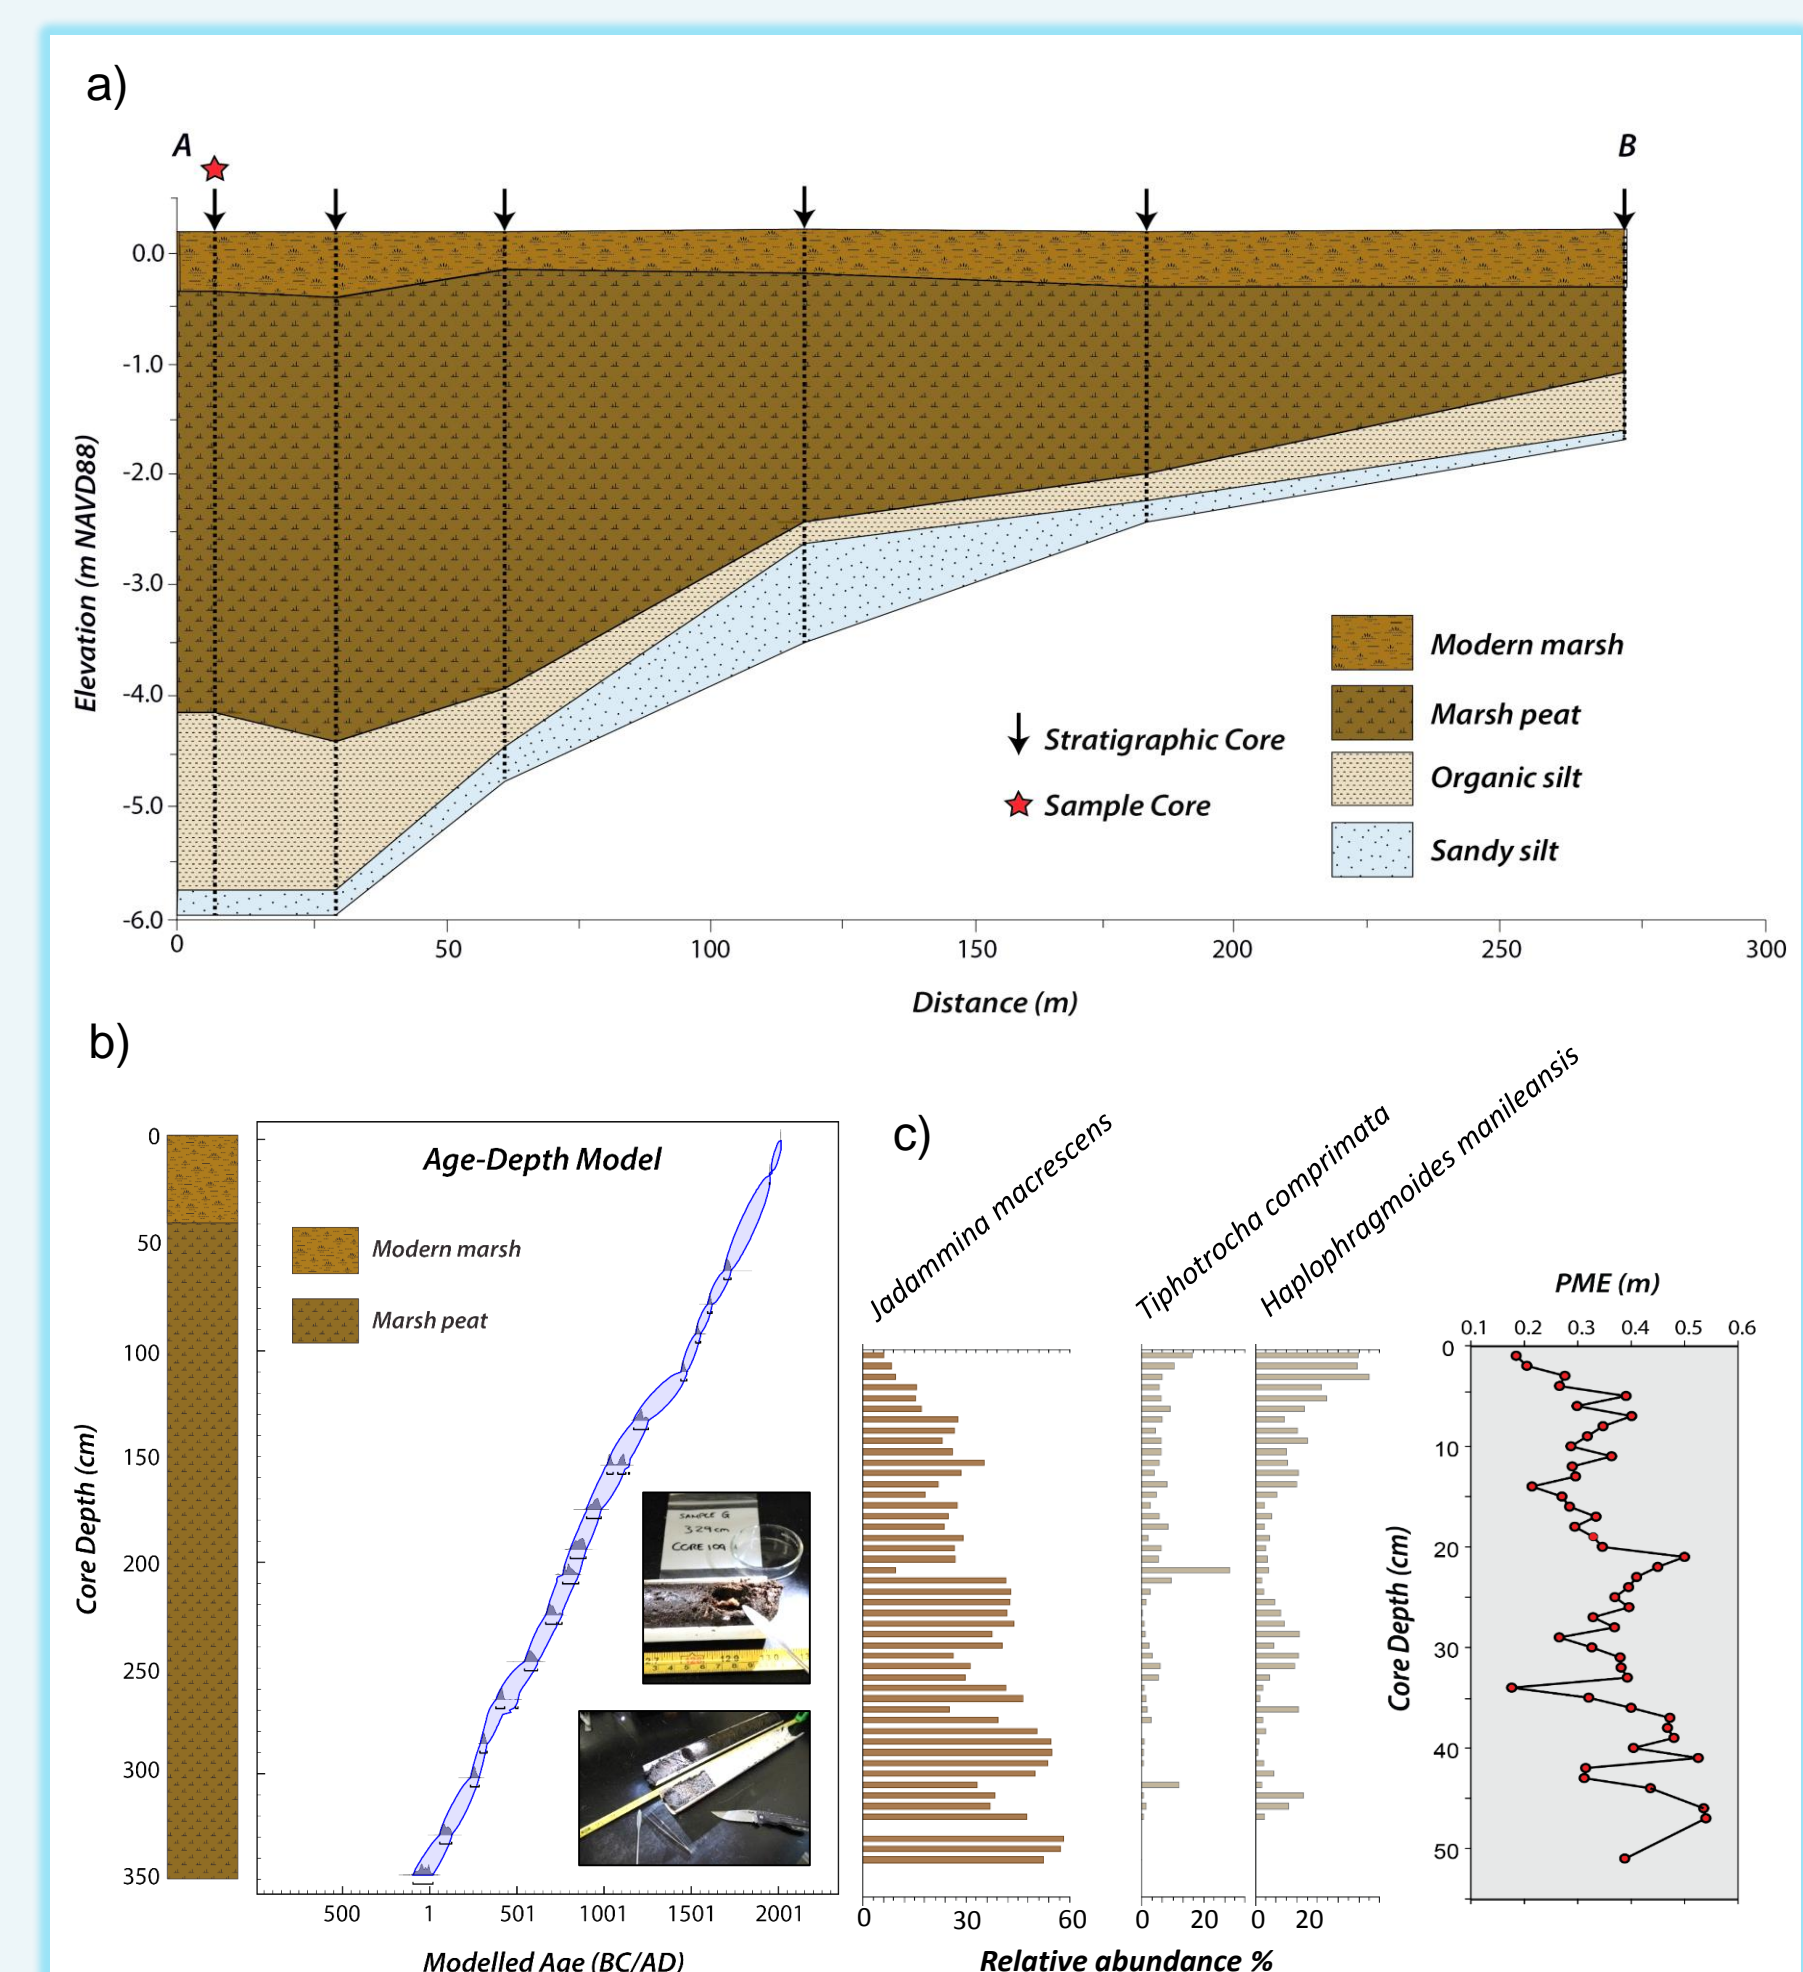 a)
A
B
0.0
-1.0
-2.0
-3.0
-4.0
-5.0
-6.0
Elevation (m NAVD88)
0
50
100
150
200
250
300
Distance (m)
Stratigraphic Core
Sample Core
Modern marsh
Marsh peat
Organic silt
Sandy silt
b)
Age-Depth Model
Modern marsh
Marsh peat
0
50
100
150
200
250
300
350
Core Depth (cm)
SAMPLE G
329cm
CORE 109
500
1
501
1001
1501
2001
Modelled Age (BC/AD)
c)
Jadammina macrescens
Tiphotrocha comprimata
Haplophragmoides manileansis
0
30
60
0
20
0
20
Relative abundance %
PME (m)
0.1
0.2
0.3
0.4
0.5
0.6
0
10
20
30
40
50
Core Depth (cm)